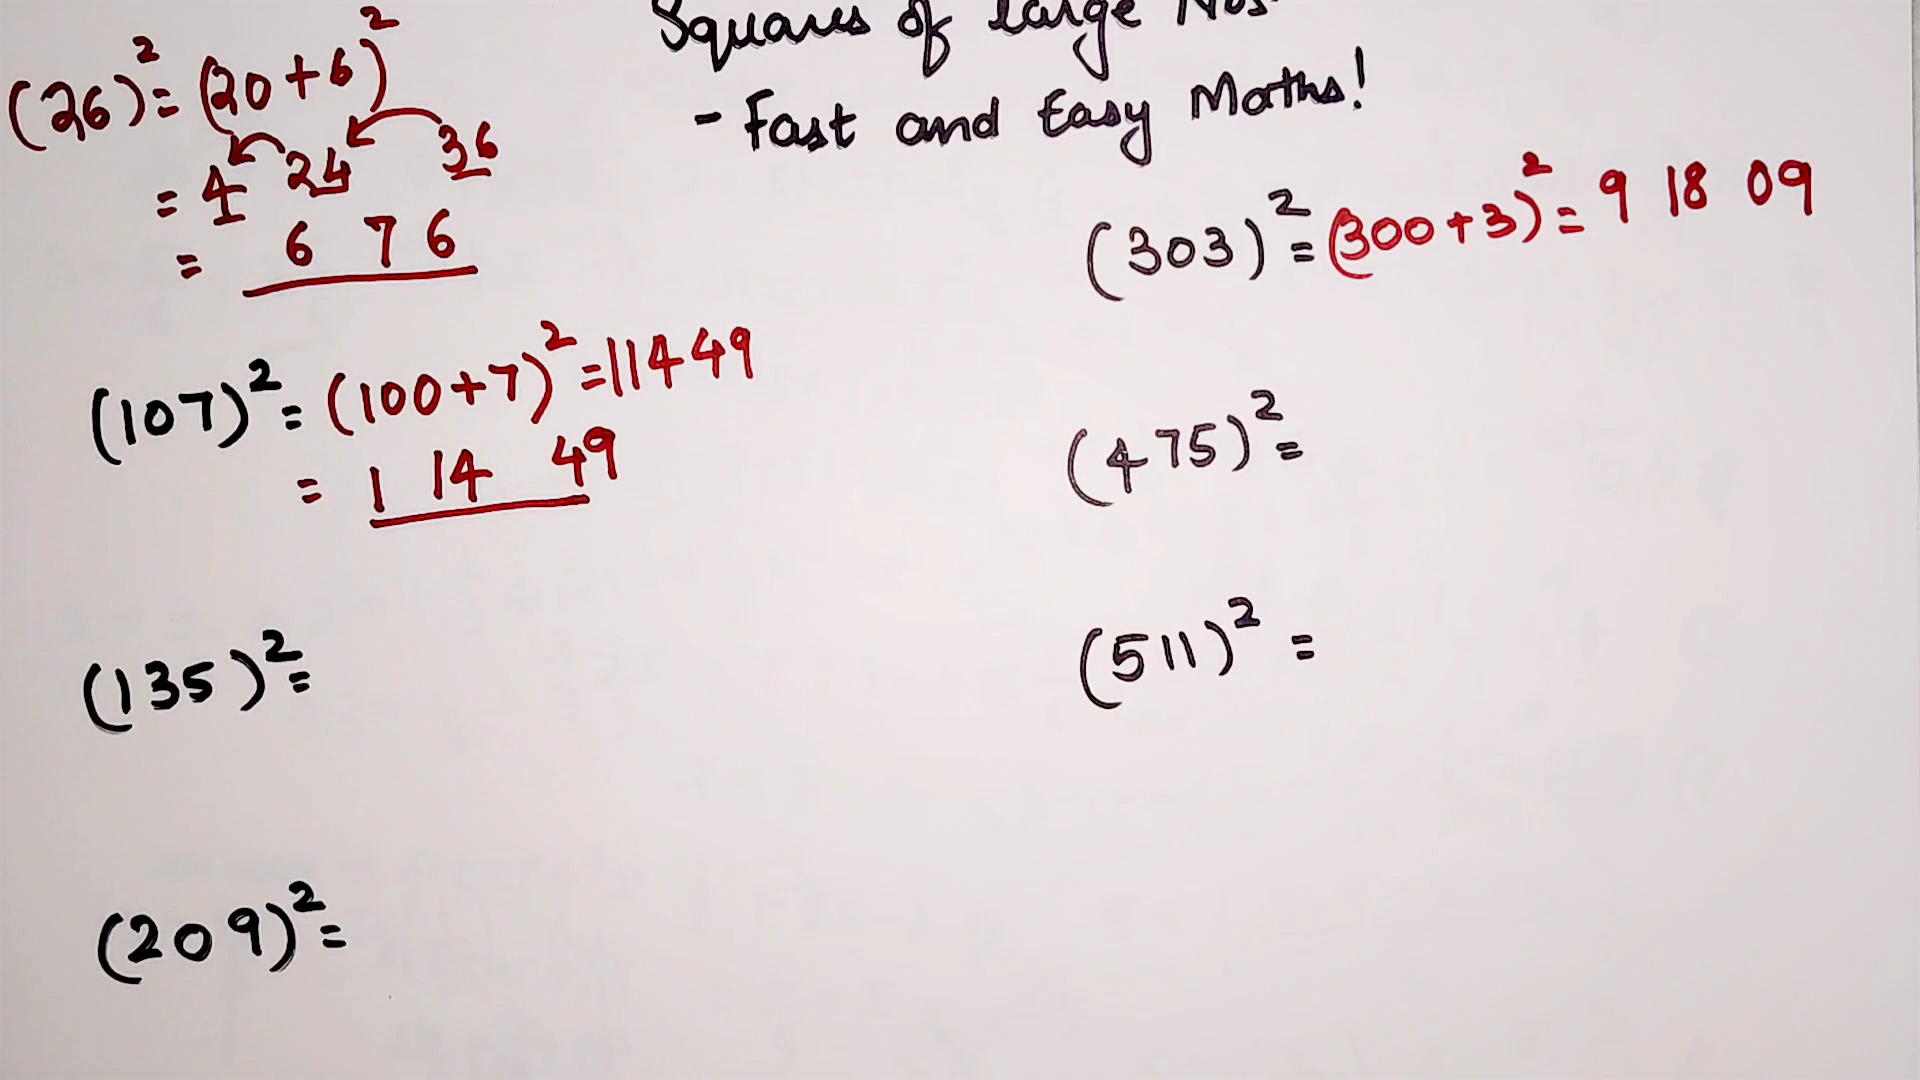 Squares of large Nos.
- Fast and Easy Maths!
(26)² = (20+6)²
= 4 24 36
= 6 7 6
(107)² = (100+7)² = 11449
= 1 14 49
(135)² =
(209)² =
(303)² = (300+3)² = 9 18 09
(475)² =
(511)² =